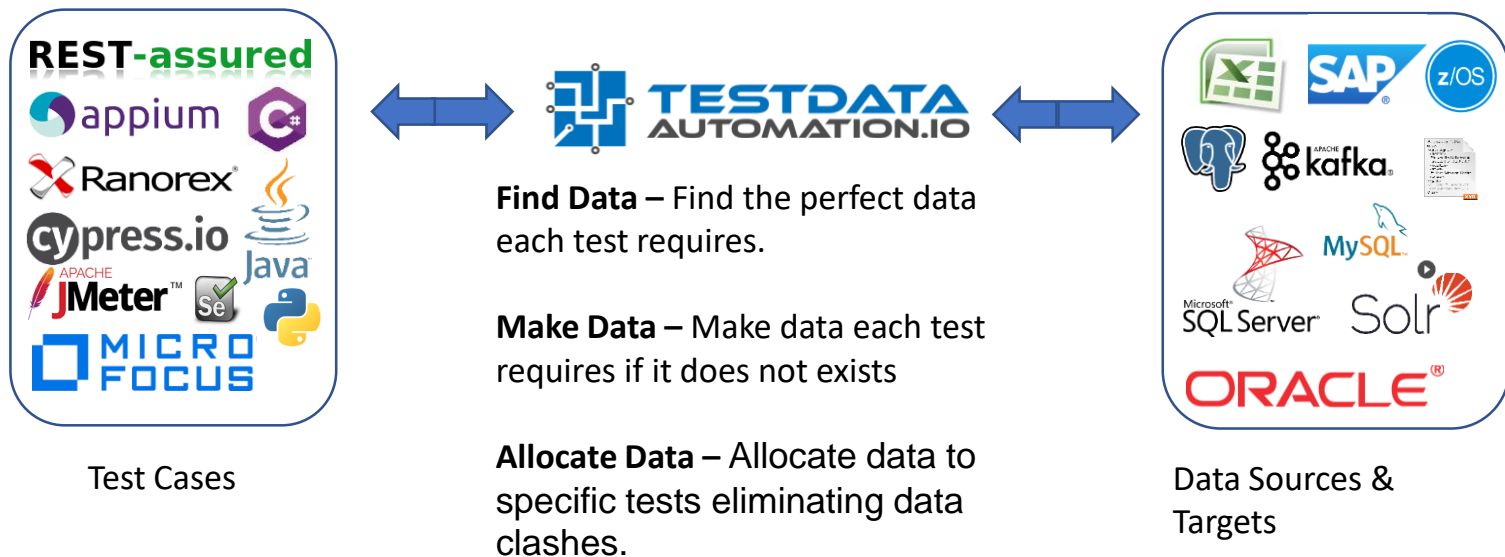 REST-assured
appium
C#
Ranorex®
cypress.io
Java
APACHE
JMeter™
Se
MICRO
FOCUS
Test Cases
TESTDATA
AUTOMATION.IO
Find Data – Find the perfect data
each test requires.
Make Data – Make data each test
requires if it does not exists
Allocate Data – Allocate data to
specific tests eliminating data
clashes.
X
SAP®
z/OS
APACHE
kafka®
MySQL™
Microsoft®
SQL Server®
Solr
ORACLE®
Data Sources &
Targets